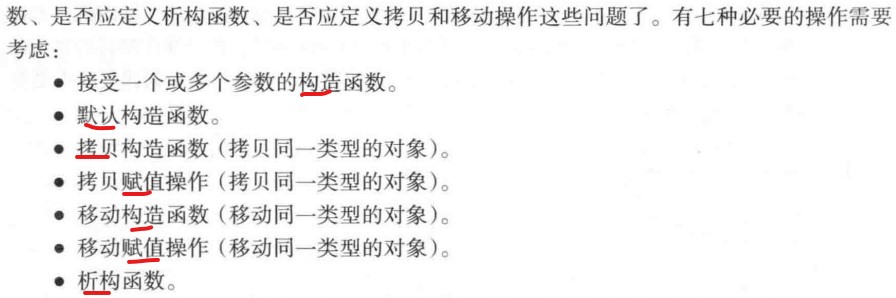 数、是否应定义析构函数、是否应定义拷贝和移动操作这些问题了。有七种必要的操作需要
考虑：
● 接受一个或多个参数的构造函数。
● 默认构造函数。
● 拷贝构造函数（拷贝同一类型的对象）。
● 拷贝赋值操作（拷贝同一类型的对象）。
● 移动构造函数（移动同一类型的对象）。
● 移动赋值操作（移动同一类型的对象）。
● 析构函数。